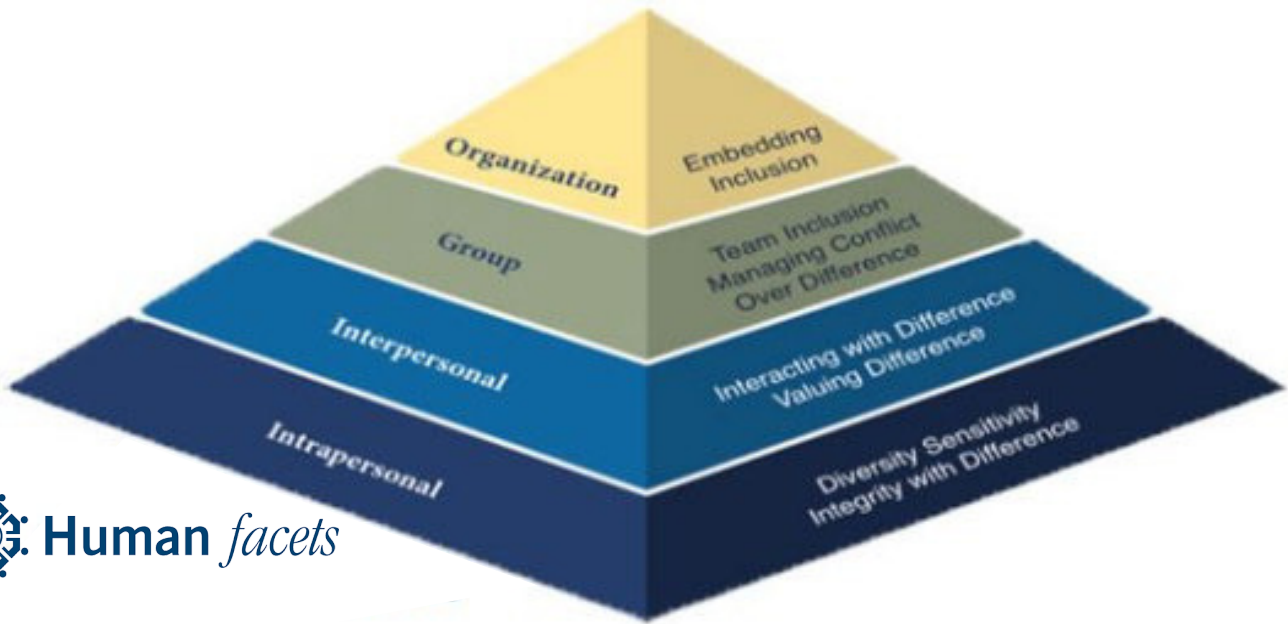 Organization
Embedding
Inclusion
Group
Team Inclusion
Managing Conflict
Over Difference
Interpersonal
Interacting with Difference
Valuing Difference
Intrapersonal
Diversity Sensitivity
Integrity with Difference
Human facets